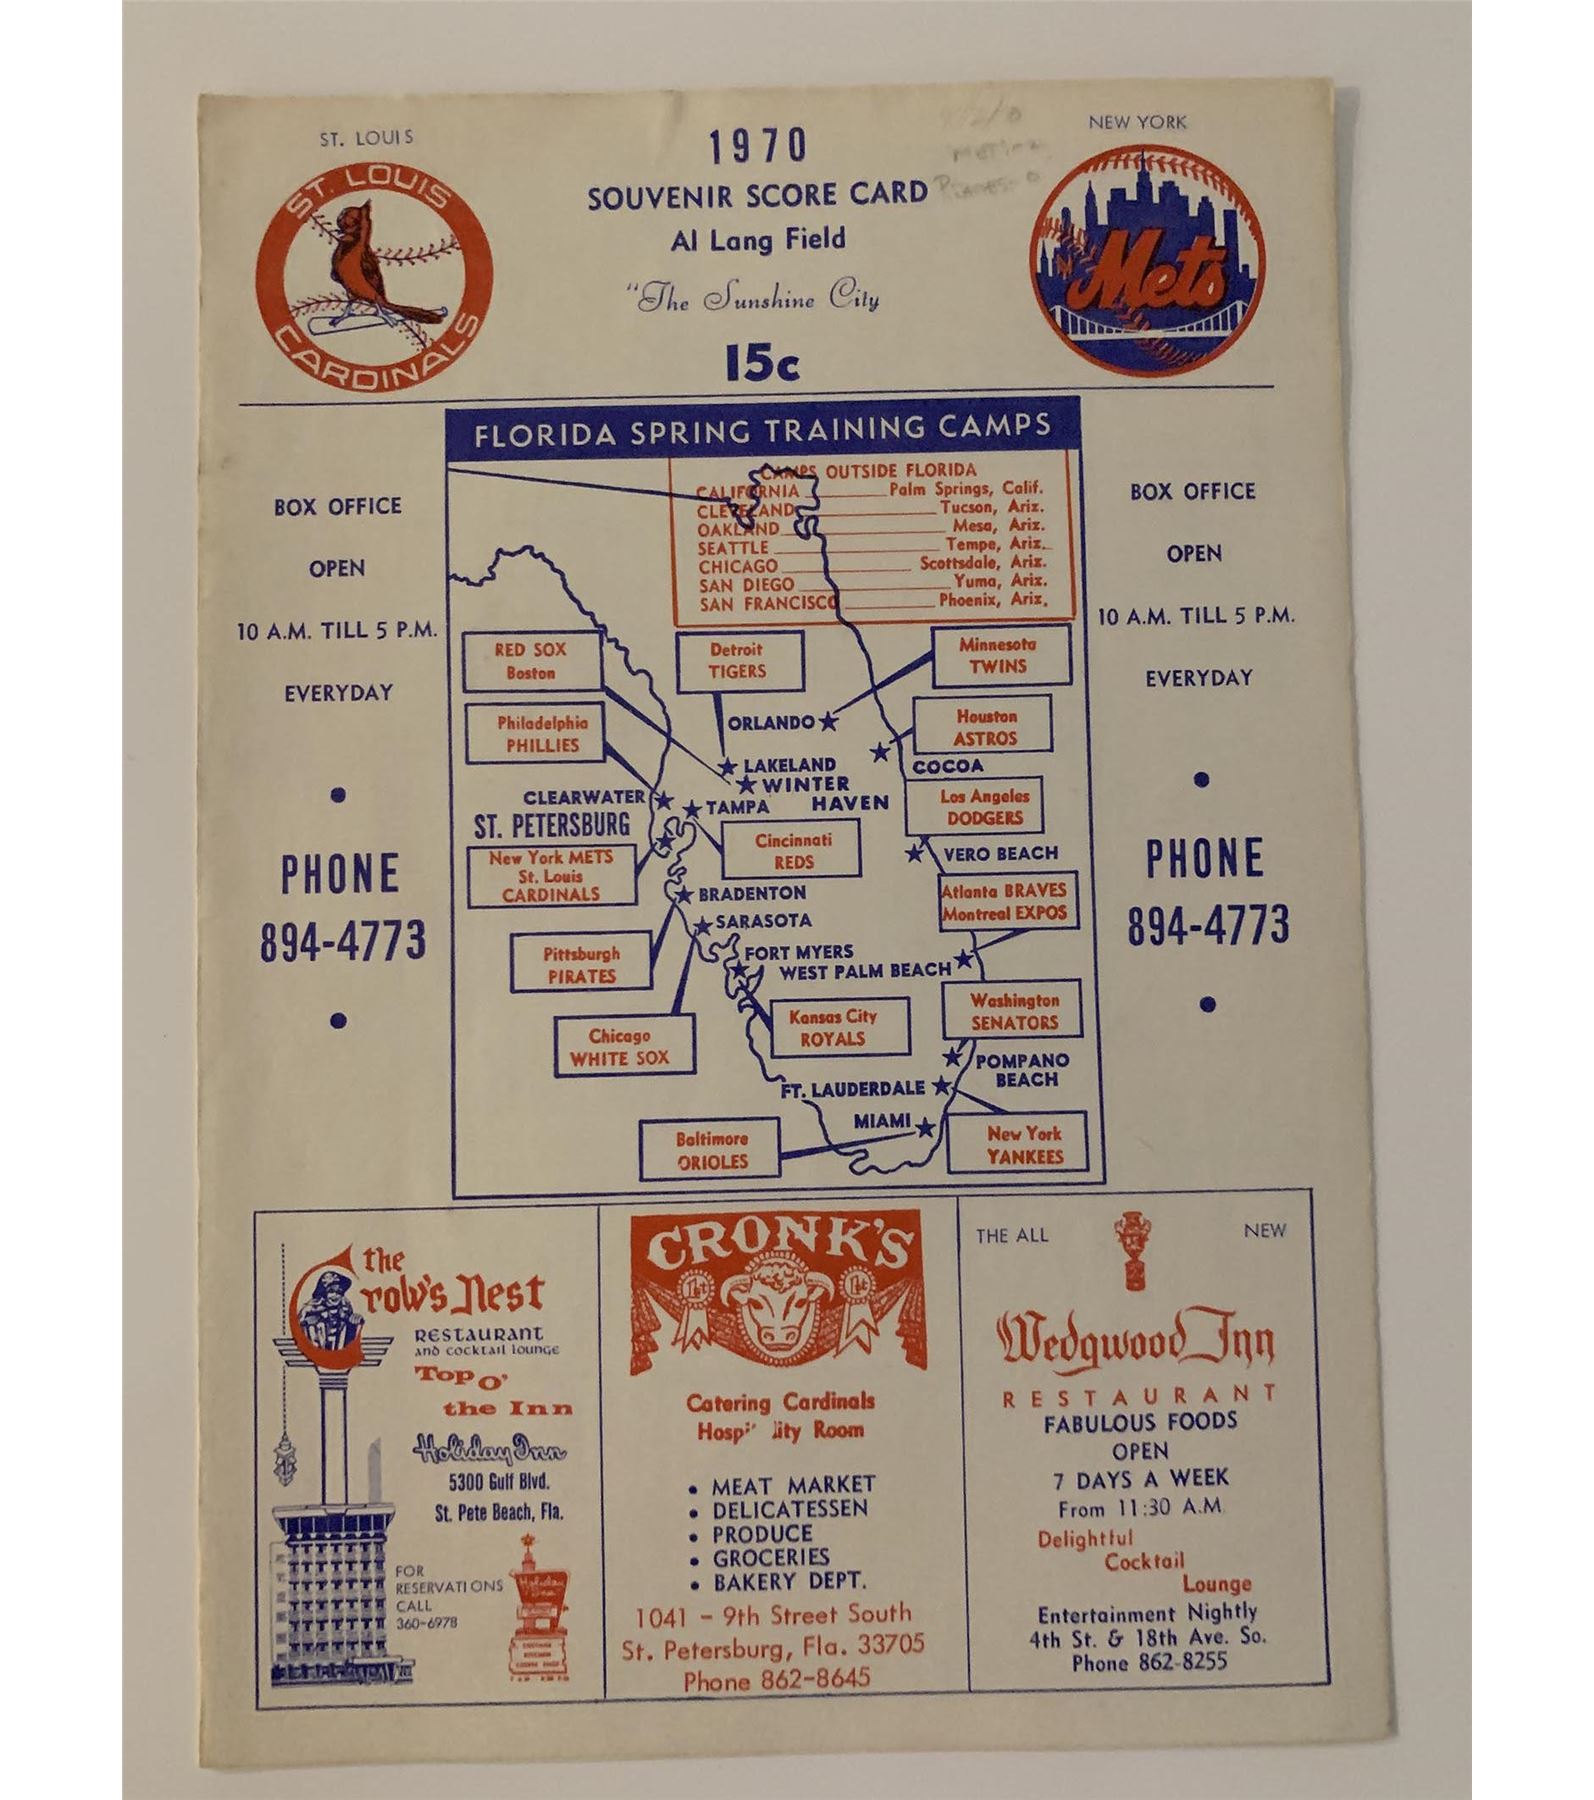 ST. LOUIS
ST. LOUIS
CARDINALS
1970
SOUVENIR SCORE CARD
Al Lang Field
"The Sunshine City
15c
NEW YORK
NY
Mets
BOX OFFICE
OPEN
10 A.M. TILL 5 P.M.
EVERYDAY
PHONE
894-4773
FLORIDA SPRING TRAINING CAMPS
CAMPS OUTSIDE FLORIDA
CALIFORNIA Palm Springs, Calif.
CLEVELAND Tucson, Ariz.
OAKLAND Mesa, Ariz.
SEATTLE Tempe, Ariz.
CHICAGO Scottsdale, Ariz.
SAN DIEGO Yuma, Ariz.
SAN FRANCISCO Phoenix, Ariz.
RED SOX
Boston
Detroit
TIGERS
Minnesota
TWINS
Philadelphia
PHILLIES
ORLANDO
Houston
ASTROS
LAKELAND
WINTER
HAVEN
COCOA
CLEARWATER
TAMPA
Los Angeles
DODGERS
ST. PETERSBURG
New York METS
St. Louis
CARDINALS
Cincinnati
REDS
VERO BEACH
BRADENTON
Atlanta BRAVES
Montreal EXPOS
SARASOTA
Pittsburgh
PIRATES
FORT MYERS
WEST PALM BEACH
Chicago
WHITE SOX
Kansas City
ROYALS
Washington
SENATORS
POMPANO
BEACH
FT. LAUDERDALE
MIAMI
Baltimore
ORIOLES
New York
YANKEES
BOX OFFICE
OPEN
10 A.M. TILL 5 P.M.
EVERYDAY
PHONE
894-4773
the
Crow's Nest
RESTAURANT
and cocktail lounge
Top O'
the Inn
Holiday Inn
5300 Gulf Blvd.
St. Pete Beach, Fla.
FOR
RESERVATIONS
CALL
360-6978
Holiday Inn
CRONK'S
1st 1st
Catering Cardinals
Hospi ity Room
• MEAT MARKET
• DELICATESSEN
• PRODUCE
• GROCERIES
• BAKERY DEPT.
1041 - 9th Street South
St. Petersburg, Fla. 33705
Phone 862-8645
THE ALL NEW
Wedgwood Inn
RESTAURANT
FABULOUS FOODS
OPEN
7 DAYS A WEEK
From 11:30 A.M.
Delightful
Cocktail
Lounge
Entertainment Nightly
4th St. & 18th Ave. So.
Phone 862-8255